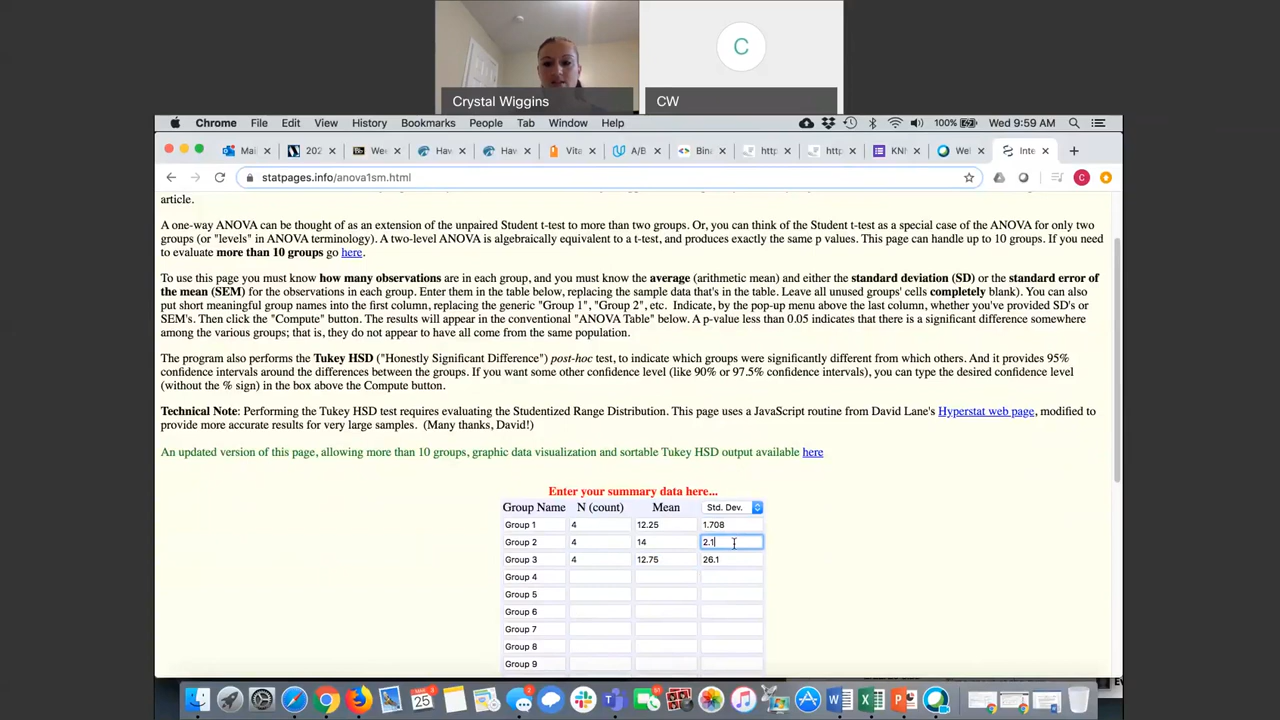 C
Crystal Wiggins
CW
Chrome File Edit View History Bookmarks People Tab Window Help
100% Wed 9:59 AM
Mai
202
Wee
Hav
Hav
Vita
A/B
Bina
http
http
KNN
Wel
Inte
statpages.info/anova1sm.html
C
article.
A one-way ANOVA can be thought of as an extension of the unpaired Student t-test to more than two groups. Or, you can think of the Student t-test as a special case of the ANOVA for only two
groups (or "levels" in ANOVA terminology). A two-level ANOVA is algebraically equivalent to a t-test, and produces exactly the same p values. This page can handle up to 10 groups. If you need
to evaluate more than 10 groups go here.
To use this page you must know how many observations are in each group, and you must know the average (arithmetic mean) and either the standard deviation (SD) or the standard error of
the mean (SEM) for the observations in each group. Enter them in the table below, replacing the sample data that's in the table. Leave all unused groups' cells completely blank). You can also
put short meaningful group names into the first column, replacing the generic "Group 1", "Group 2", etc. Indicate, by the pop-up menu above the last column, whether you've provided SD's or
SEM's. Then click the "Compute" button. The results will appear in the conventional "ANOVA Table" below. A p-value less than 0.05 indicates that there is a significant difference somewhere
among the various groups; that is, they do not appear to have all come from the same population.
The program also performs the Tukey HSD ("Honestly Significant Difference") post-hoc test, to indicate which groups were significantly different from which others. And it provides 95%
confidence intervals around the differences between the groups. If you want some other confidence level (like 90% or 97.5% confidence intervals), you can type the desired confidence level
(without the % sign) in the box above the Compute button.
Technical Note: Performing the Tukey HSD test requires evaluating the Studentized Range Distribution. This page uses a JavaScript routine from David Lane's Hyperstat web page, modified to
provide more accurate results for very large samples. (Many thanks, David!)
An updated version of this page, allowing more than 10 groups, graphic data visualization and sortable Tukey HSD output available here
Enter your summary data here...
Group Name N (count) Mean Std. Dev.
Group 1 4 12.25 1.708
Group 2 4 14 2.1
Group 3 4 12.75 26.1
Group 4
Group 5
Group 6
Group 7
Group 8
Group 9
MAR
25